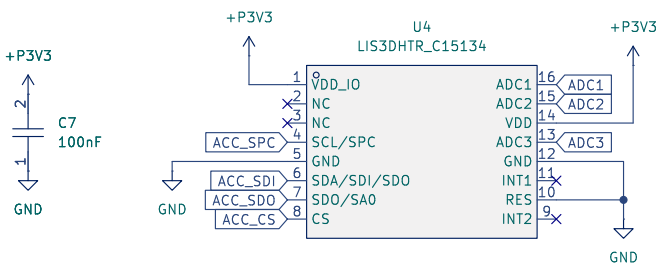 +P3V3
2
C7
100nF
1
GND
+P3V3
U4
LIS3DHTR_C15134
+P3V3
1 VDD_IO ADC1 16 ADC1
2 NC ADC2 15 ADC2
3 NC VDD 14
ACC_SPC 4 SCL/SPC ADC3 13 ADC3
5 GND GND 12
ACC_SDI 6 SDA/SDI/SDO INT1 11
ACC_SDO 7 SDO/SA0 RES 10
ACC_CS 8 CS INT2 9
GND
GND